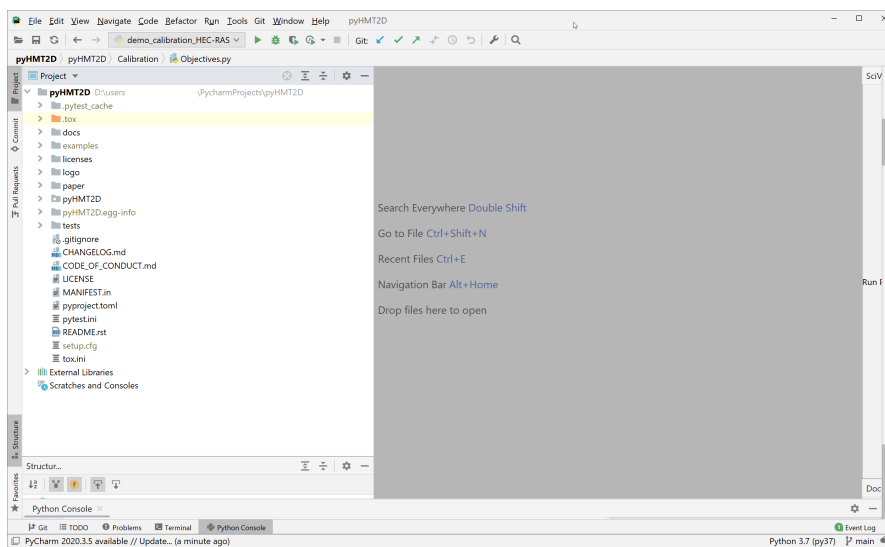 File Edit View Navigate Code Refactor Run Tools Git Window Help pyHMT2D
demo_calibration_HEC-RAS Git:
pyHMT2D pyHMT2D Calibration Objectives.py
Project
Project
SciV
pyHMT2D D:\users \PycharmProjects\pyHMT2D
.pytest_cache
.tox
docs
examples
licenses
logo
paper
pyHMT2D
pyHMT2D.egg-info
tests
.gitignore
CHANGELOG.md
CODE_OF_CONDUCT.md
LICENSE
MANIFEST.in
pyproject.toml
pytest.ini
README.rst
setup.cfg
tox.ini
External Libraries
Scratches and Consoles
Commit
Pull Requests
Search Everywhere Double Shift
Go to File Ctrl+Shift+N
Recent Files Ctrl+E
Navigation Bar Alt+Home
Drop files here to open
Run F
Structure
Structur...
Favorites
Doc
Python Console
Git TODO Problems Terminal Python Console Event Log
PyCharm 2020.3.5 available // Update... (a minute ago) Python 3.7 (py37) main